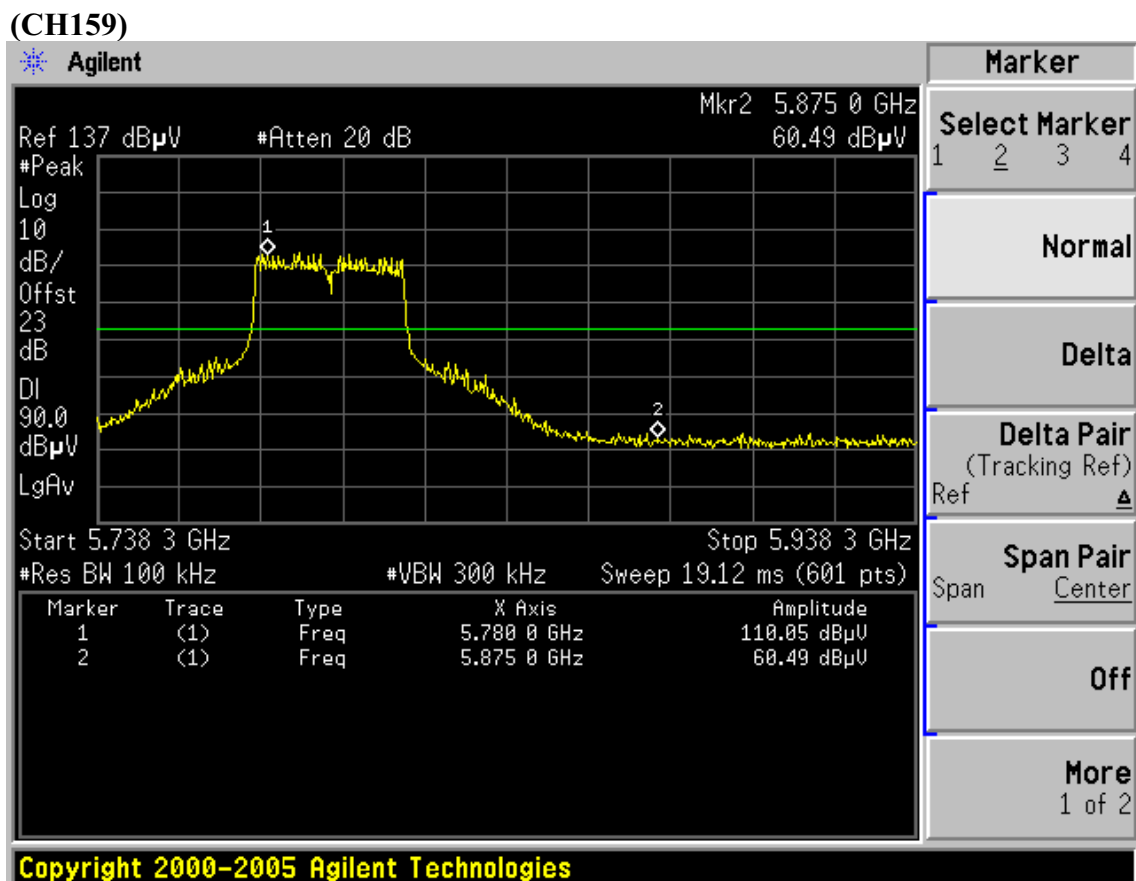 (CH159)
Agilent
Marker
Mkr2 5.875 0 GHz
Ref 137 dBµV #Atten 20 dB 60.49 dBµV
#Peak
Log
10
dB/
Offst
23
dB
DI
90.0
dBµV
LgAv
1
2
Start 5.738 3 GHz Stop 5.938 3 GHz
#Res BW 100 kHz #VBW 300 kHz Sweep 19.12 ms (601 pts)
Marker Trace Type X Axis Amplitude
1 (1) Freq 5.780 0 GHz 110.05 dBµV
2 (1) Freq 5.875 0 GHz 60.49 dBµV
Select Marker
1 2 3 4
Normal
Delta
Delta Pair
(Tracking Ref)
Ref Δ
Span Pair
Span Center
Off
More
1 of 2
Copyright 2000-2005 Agilent Technologies